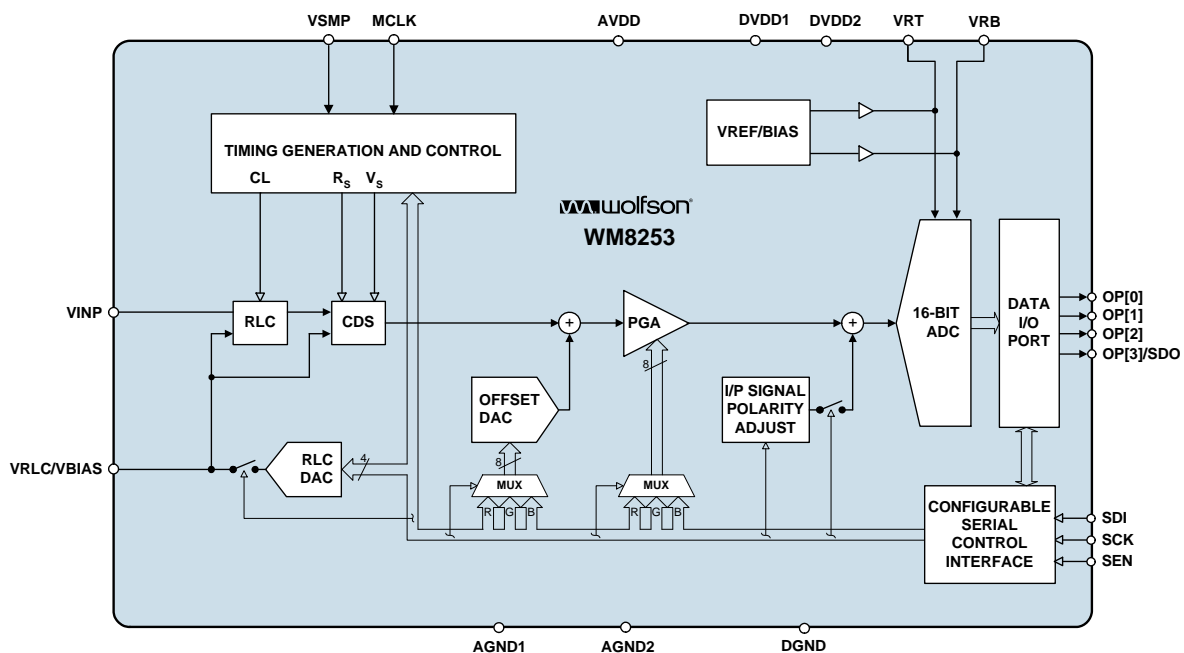 VSMP MCLK AVDD DVDD1 DVDD2 VRT VRB
VREF/BIAS
TIMING GENERATION AND CONTROL
CL RS VS
wolfson
WM8253
VINP
RLC
CDS
+
PGA
+
16-BIT
ADC
DATA
I/O
PORT
OP[0]
OP[1]
OP[2]
OP[3]/SDO
8
OFFSET
DAC
I/P SIGNAL
POLARITY
ADJUST
VRLC/VBIAS
RLC
DAC
4
8
MUX
R G B
MUX
R G B
CONFIGURABLE
SERIAL
CONTROL
INTERFACE
SDI
SCK
SEN
AGND1 AGND2 DGND